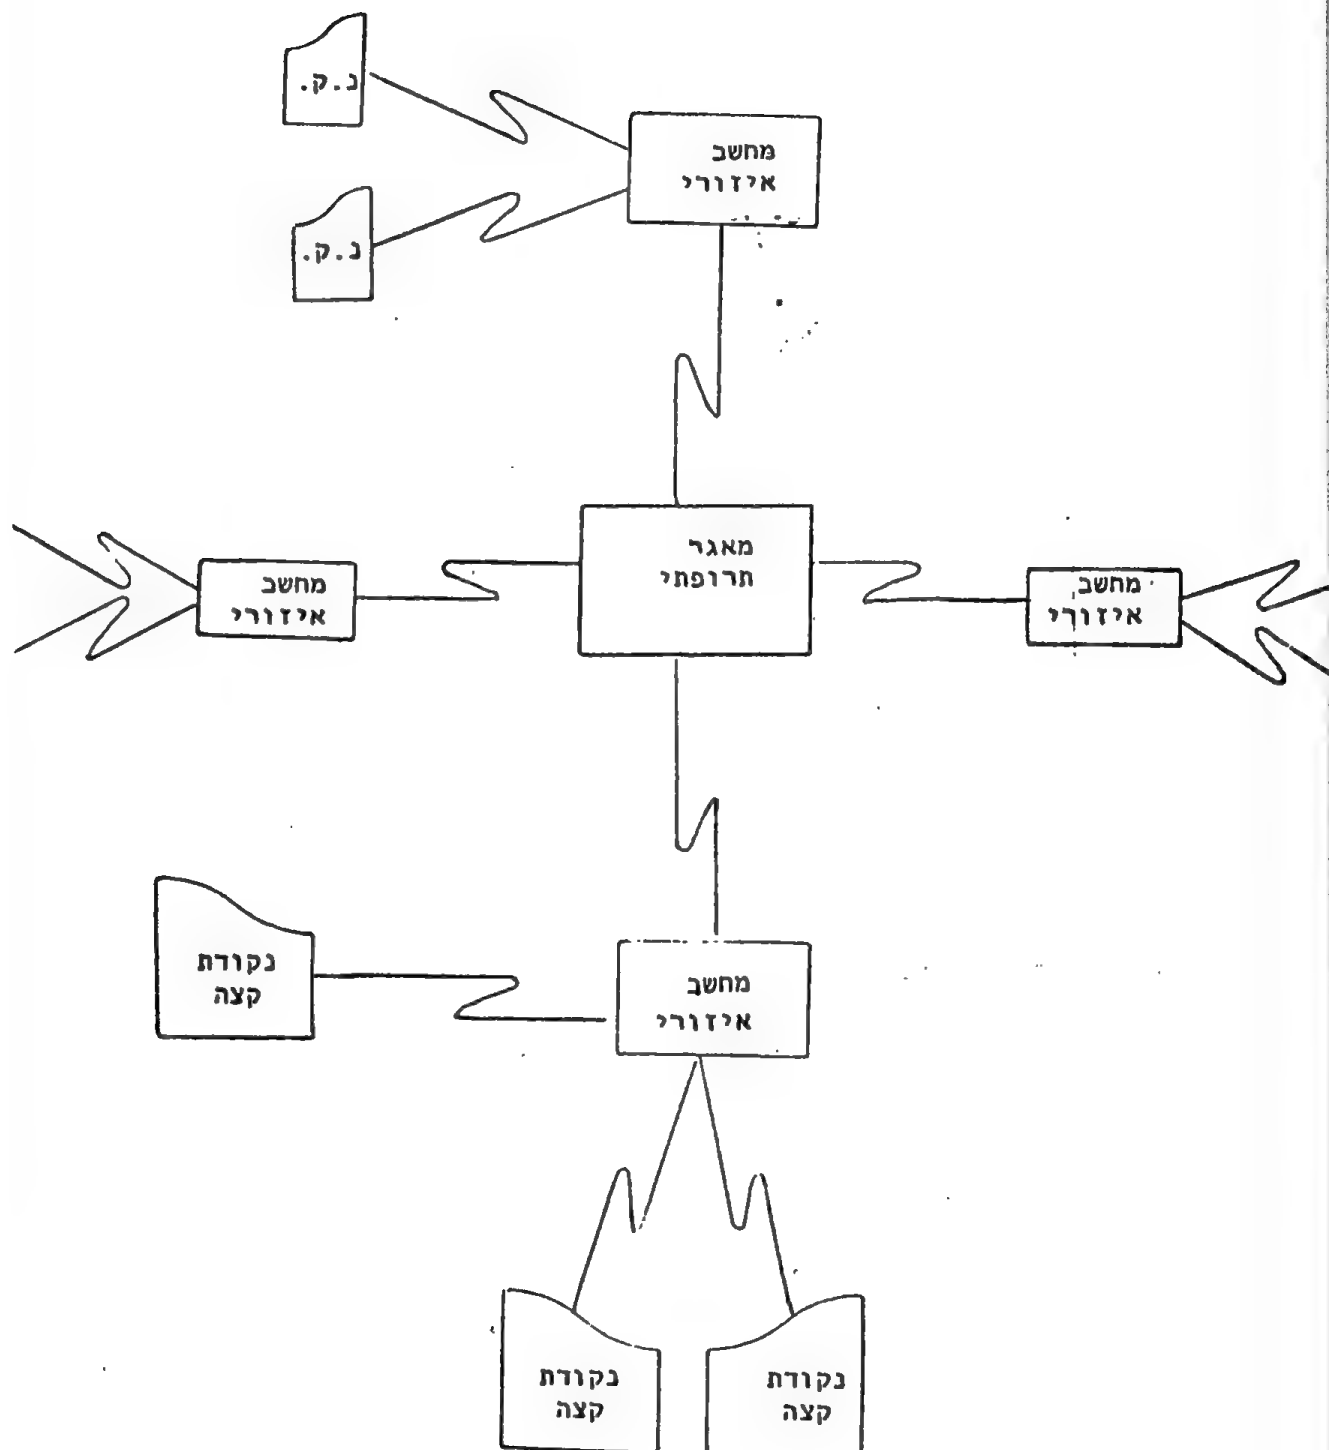 נ.ק.
מחשב
איזורי
נ.ק.
מאגר
תרופתי
מחשב
איזורי
מחשב
איזורי
נקודת
קצה
מחשב
איזורי
נקודת
קצה
נקודת
קצה